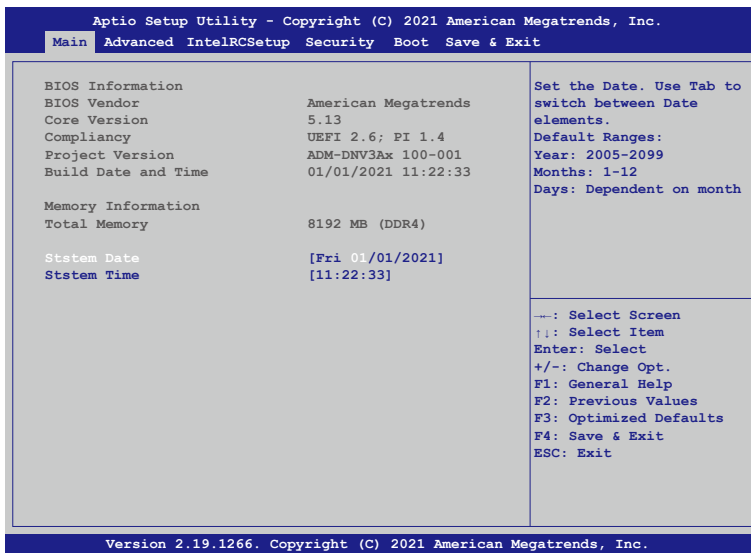 Aptio Setup Utility - Copyright (C) 2021 American Megatrends, Inc.
Main Advanced IntelRCSetup Security Boot Save & Exit
BIOS Information
BIOS Vendor American Megatrends
Core Version 5.13
Compliancy UEFI 2.6; PI 1.4
Project Version ADM-DNV3Ax 100-001
Build Date and Time 01/01/2021 11:22:33
Memory Information
Total Memory 8192 MB (DDR4)
Ststem Date [Fri 01/01/2021]
Ststem Time [11:22:33]
Set the Date. Use Tab to
switch between Date
elements.
Default Ranges:
Year: 2005-2099
Months: 1-12
Days: Dependent on month
→←: Select Screen
↑↓: Select Item
Enter: Select
+/-: Change Opt.
F1: General Help
F2: Previous Values
F3: Optimized Defaults
F4: Save & Exit
ESC: Exit
Version 2.19.1266. Copyright (C) 2021 American Megatrends, Inc.